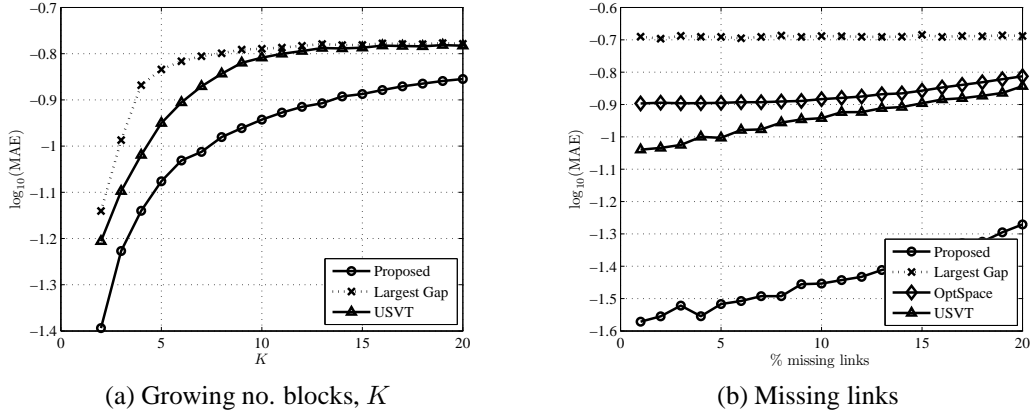 −0.7
−0.8
−0.9
−1
−1.1
−1.2
−1.3
−1.4
log10(MAE)
0
5
10
15
20
K
Proposed
Largest Gap
USVT
(a) Growing no. blocks, K
−0.6
−0.7
−0.8
−0.9
−1
−1.1
−1.2
−1.3
−1.4
−1.5
−1.6
log10(MAE)
0
5
10
15
20
% missing links
Proposed
Largest Gap
OptSpace
USVT
(b) Missing links